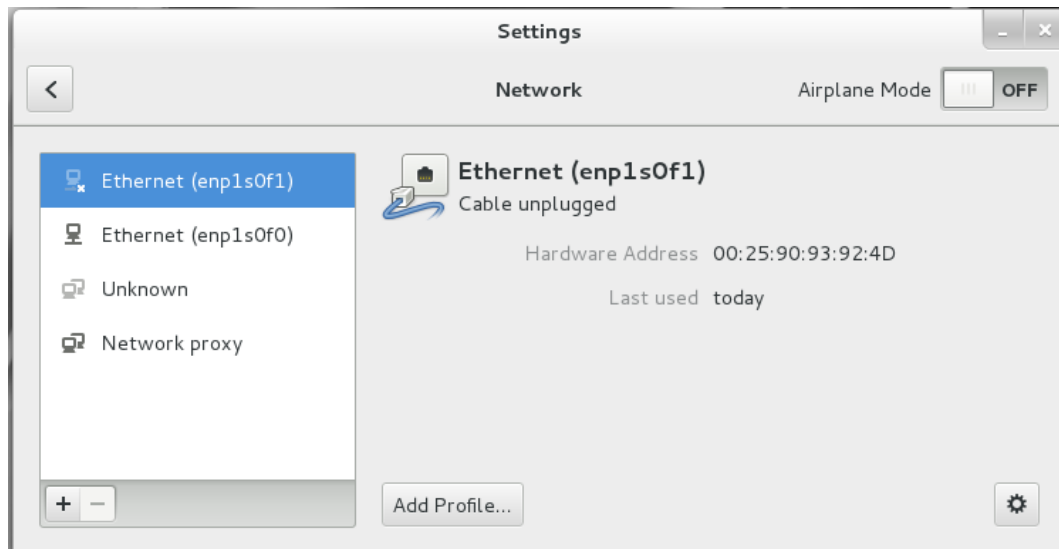 Settings
Network
Airplane Mode OFF
Ethernet (enp1s0f1)
Ethernet (enp1s0f0)
Unknown
Network proxy
Ethernet (enp1s0f1)
Cable unplugged
Hardware Address 00:25:90:93:92:4D
Last used today
Add Profile...